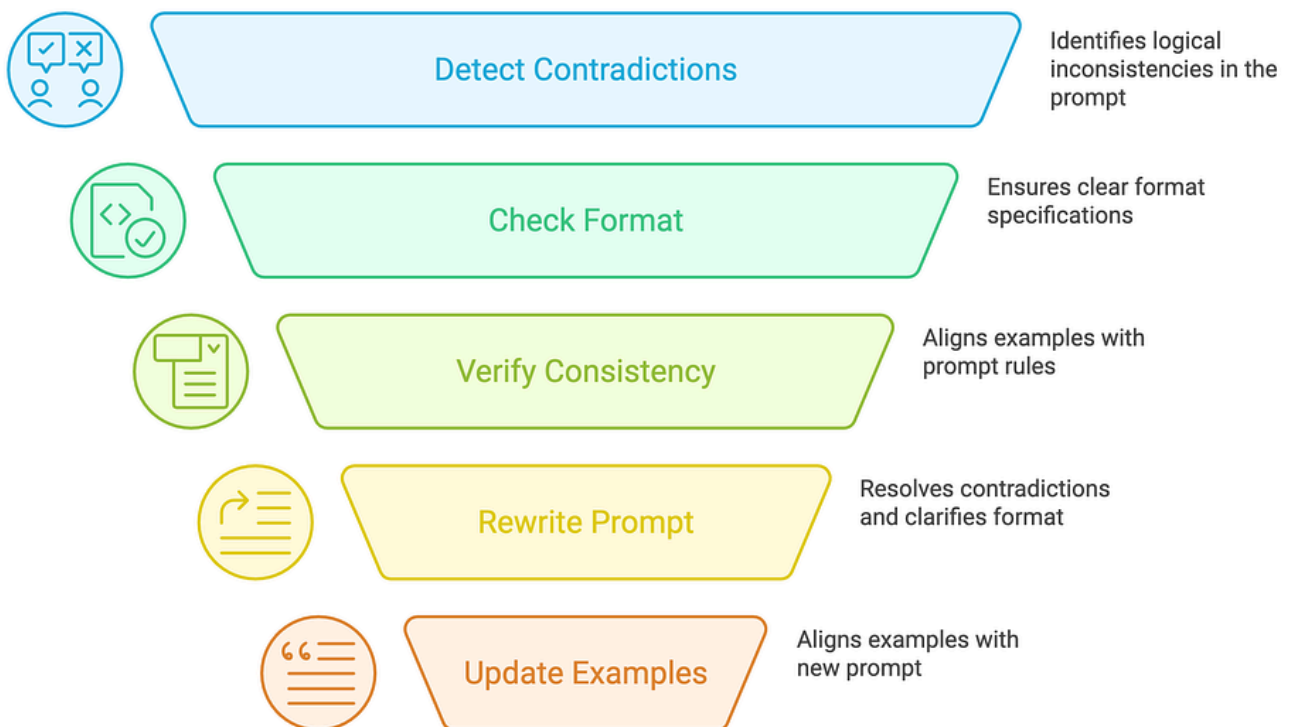 Detect Contradictions
Identifies logical
inconsistencies in the
prompt
Check Format
Ensures clear format
specifications
Verify Consistency
Aligns examples with
prompt rules
Rewrite Prompt
Resolves contradictions
and clarifies format
Update Examples
Aligns examples with
new prompt